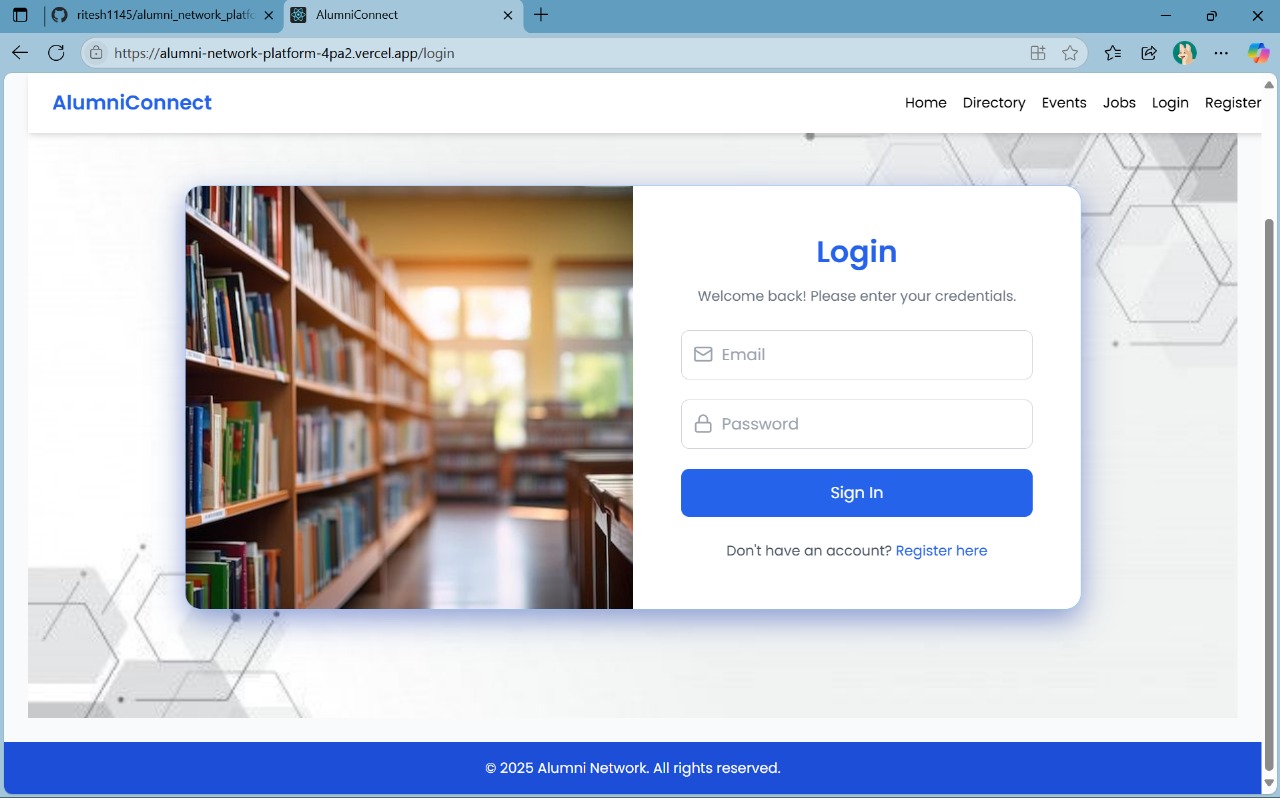 ritesh1145/alumni_network_platfo
AlumniConnect
https://alumni-network-platform-4pa2.vercel.app/login
AlumniConnect
Home Directory Events Jobs Login Register
Login
Welcome back! Please enter your credentials.
Email
Password
Sign In
Don't have an account? Register here
© 2025 Alumni Network. All rights reserved.